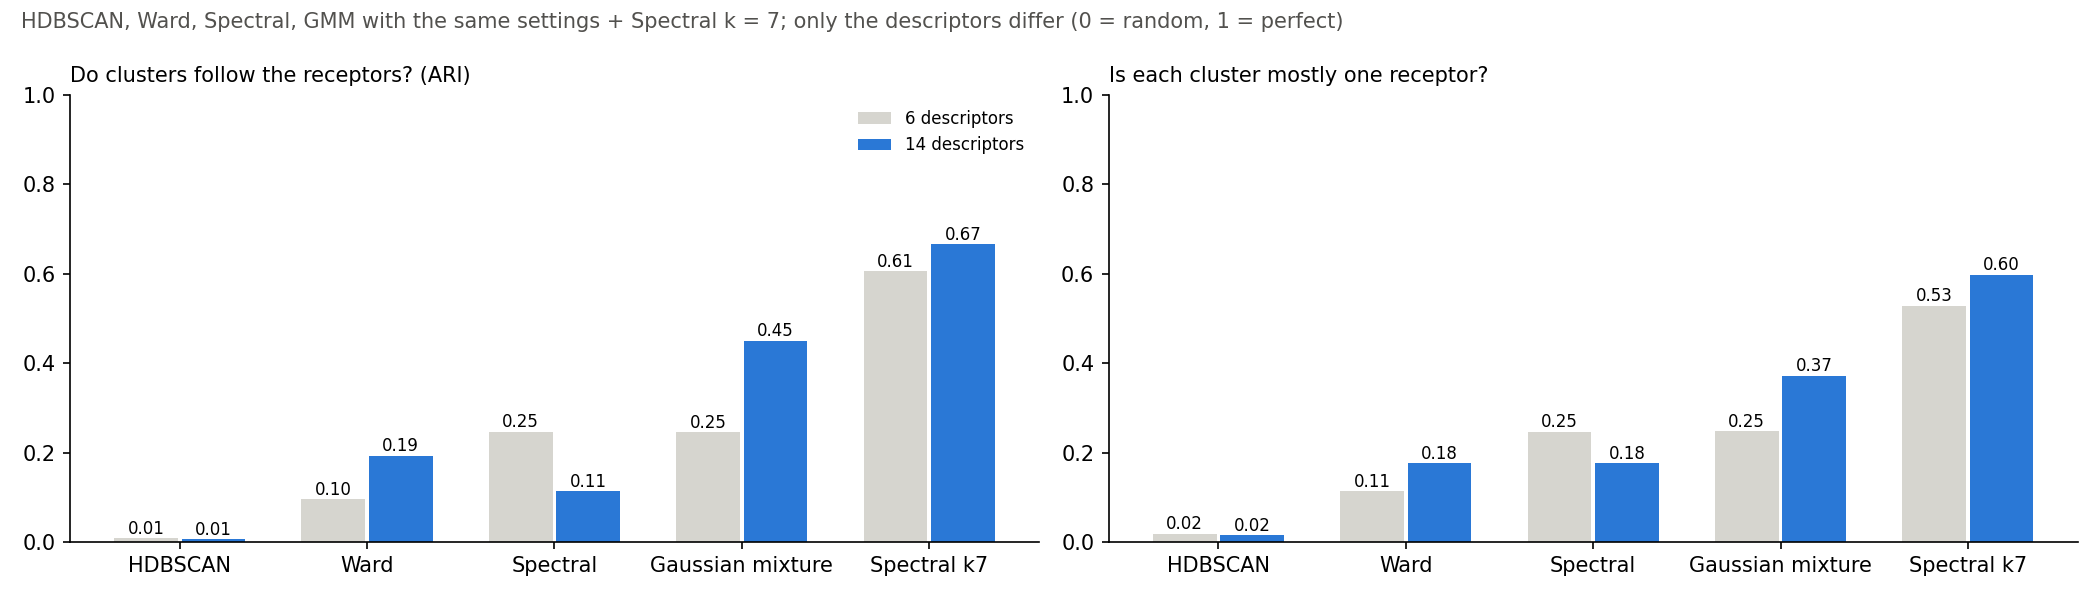 HDBSCAN, Ward, Spectral, GMM with the same settings + Spectral k = 7; only the descriptors differ (0 = random, 1 = perfect)
Do clusters follow the receptors? (ARI)
1.0
0.8
0.6
0.4
0.2
0.0
6 descriptors
14 descriptors
0.01
0.01
0.10
0.19
0.25
0.11
0.25
0.45
0.61
0.67
HDBSCAN
Ward
Spectral
Gaussian mixture
Spectral k7
Is each cluster mostly one receptor?
1.0
0.8
0.6
0.4
0.2
0.0
0.02
0.02
0.11
0.18
0.25
0.18
0.25
0.37
0.53
0.60
HDBSCAN
Ward
Spectral
Gaussian mixture
Spectral k7